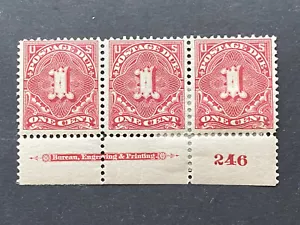 U POSTAGE DUE S U POSTAGE DUE S U POSTAGE DUE S
1 1 1
ONE CENT ONE CENT ONE CENT
Bureau, Engraving & Printing. 246